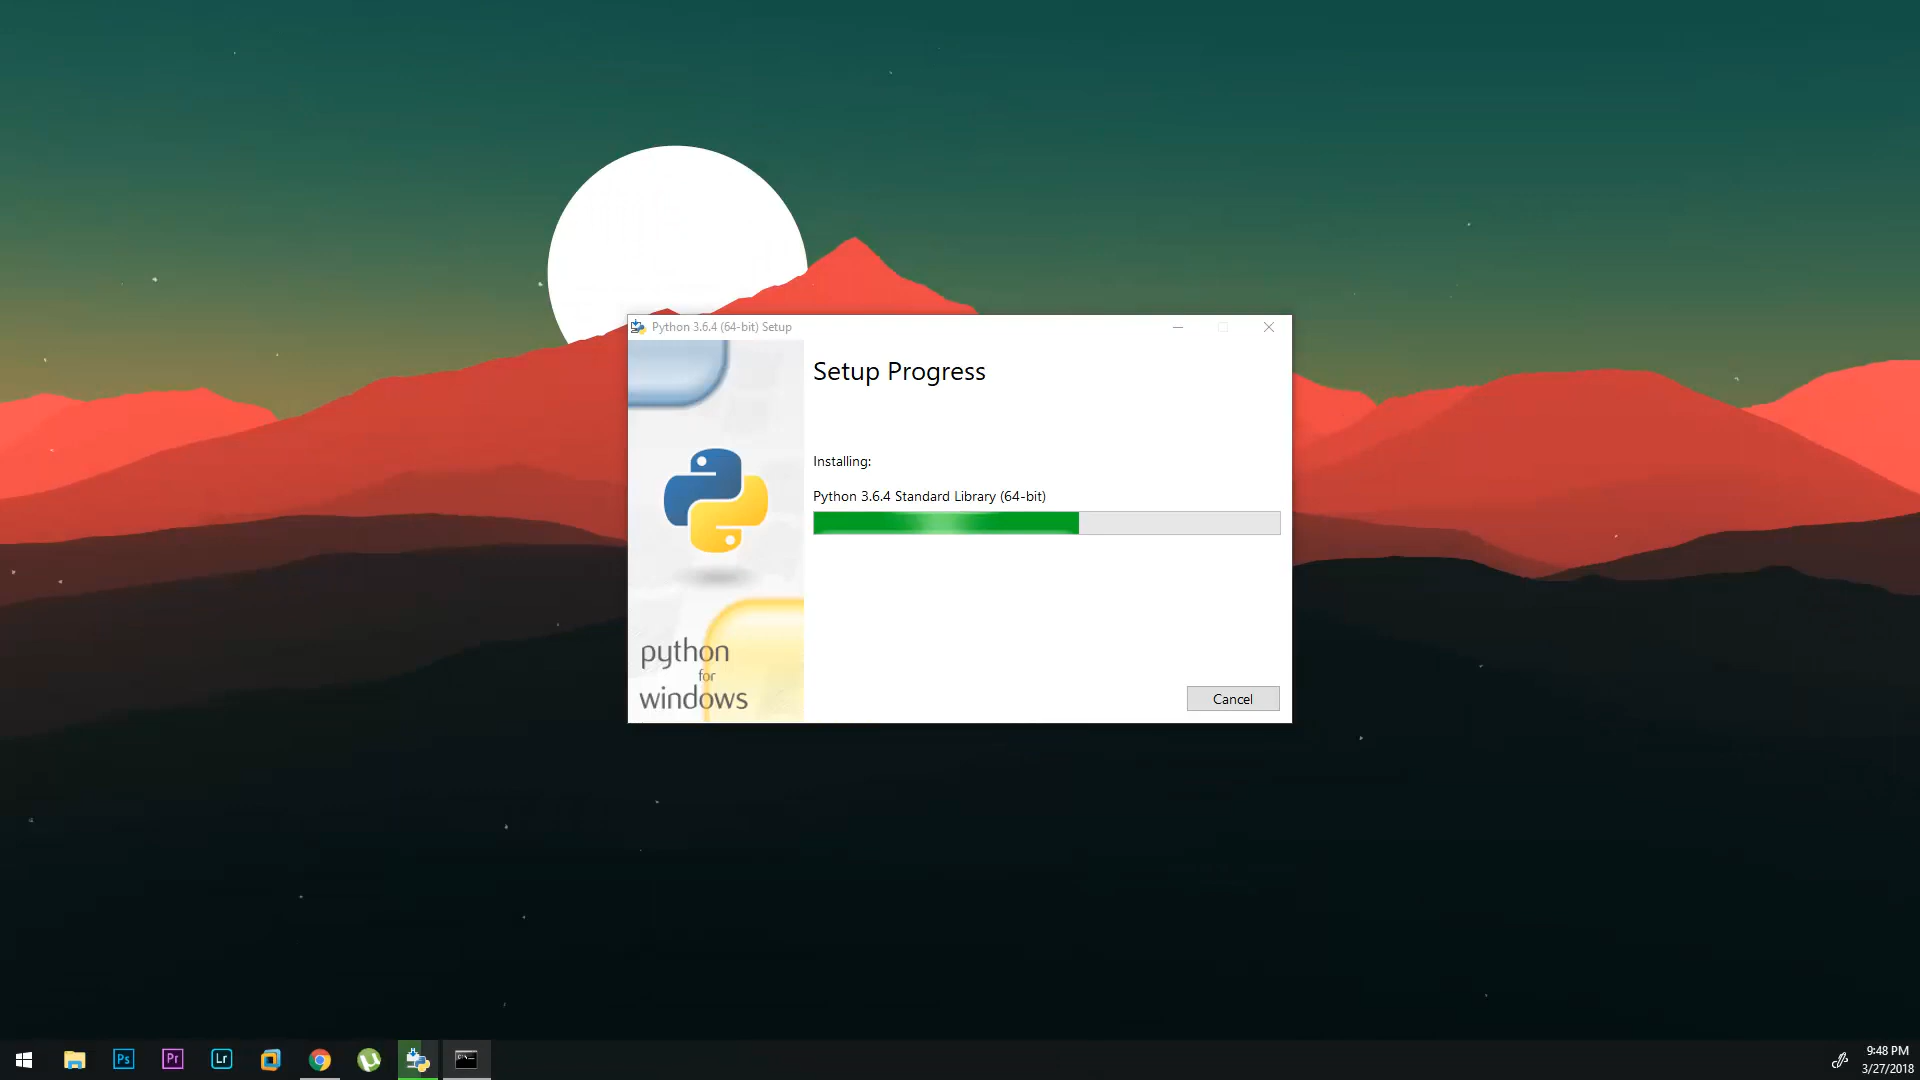 Python 3.6.4 (64-bit) Setup
Setup Progress
Installing:
Python 3.6.4 Standard Library (64-bit)
python
for
windows
Cancel
Ps
Pr
Lr
9:48 PM
3/27/2018